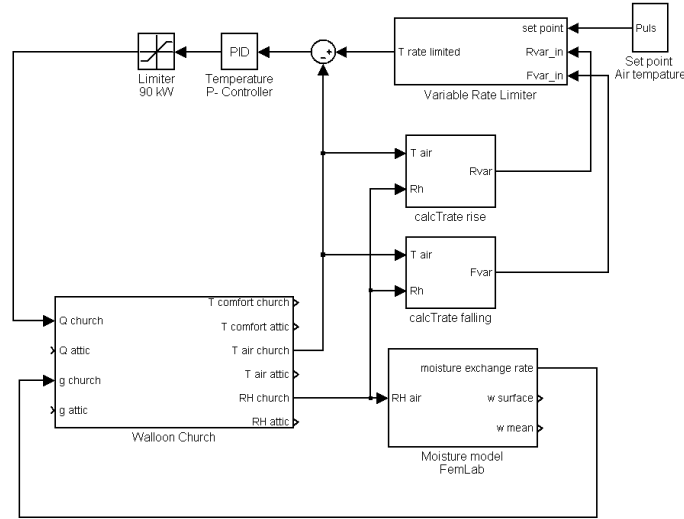 set point
T rate limited
Rvar_in
Fvar_in
Variable Rate Limiter
Puls
Set point
Air tempature
PID
Temperature
P- Controller
Limiter
90 kW
+
-
T air
Rh
Rvar
calcTrate rise
T air
Rh
Fvar
calcTrate falling
Q church
Q attic
g church
g attic
T comfort church
T comfort attic
T air church
T air attic
RH church
RH attic
Walloon Church
RH air
moisture exchange rate
w surface
w mean
Moisture model
FemLab